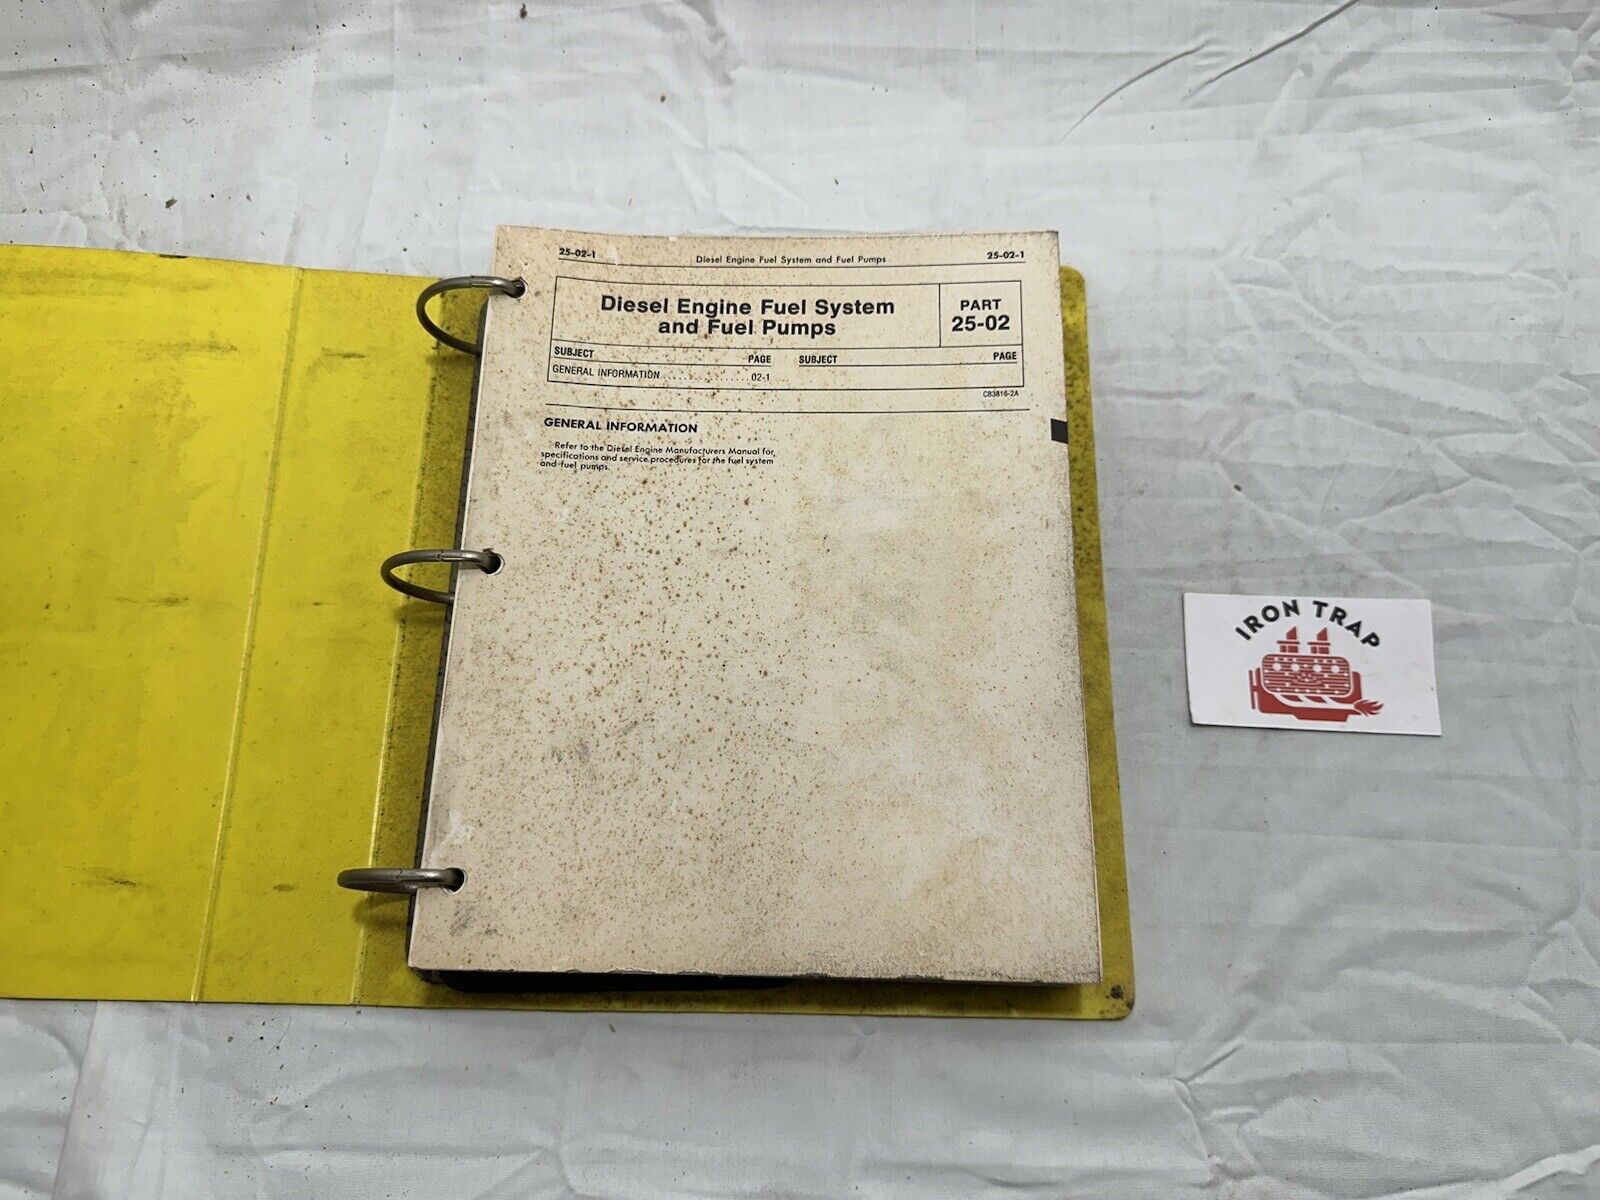 25-02-1 Diesel Engine Fuel System and Fuel Pumps 25-02-1
Diesel Engine Fuel System
and Fuel Pumps
PART
25-02
SUBJECT PAGE SUBJECT PAGE
GENERAL INFORMATION................02-1
CB3816-2A
GENERAL INFORMATION
Refer to the Diesel Engine Manufacturers Manual for
specifications and service procedures for the fuel system
and fuel pumps.
IRON TRAP